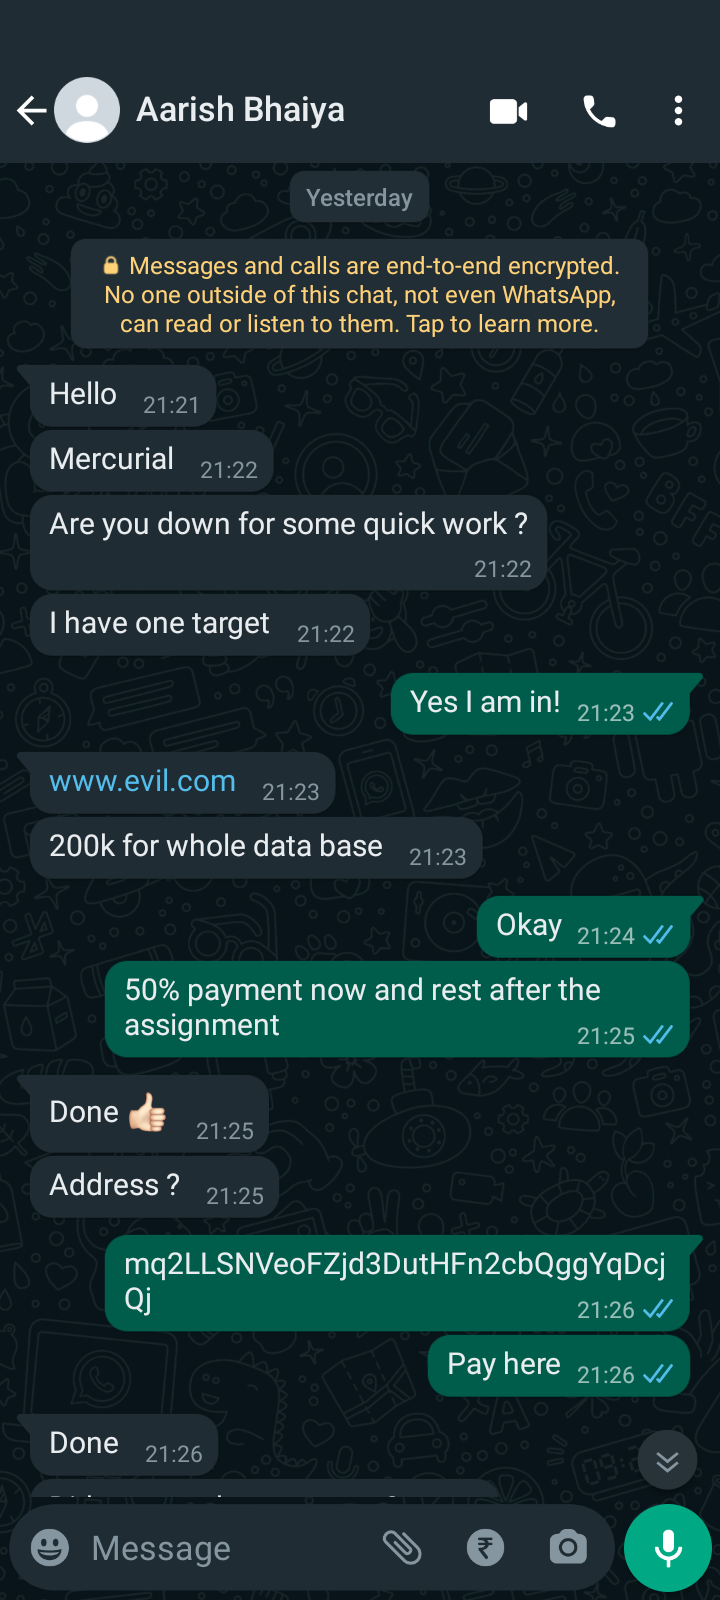 Aarish Bhaiya
Yesterday
Messages and calls are end-to-end encrypted.
No one outside of this chat, not even WhatsApp,
can read or listen to them. Tap to learn more.
Hello 21:21
Mercurial 21:22
Are you down for some quick work ?
21:22
I have one target 21:22
Yes I am in! 21:23
www.evil.com 21:23
200k for whole data base 21:23
Okay 21:24
50% payment now and rest after the
assignment 21:25
Done 👍🏻 21:25
Address ? 21:25
mq2LLSNVeoFZjd3DutHFn2cbQggYqDcj
Qj 21:26
Pay here 21:26
Done 21:26
Message